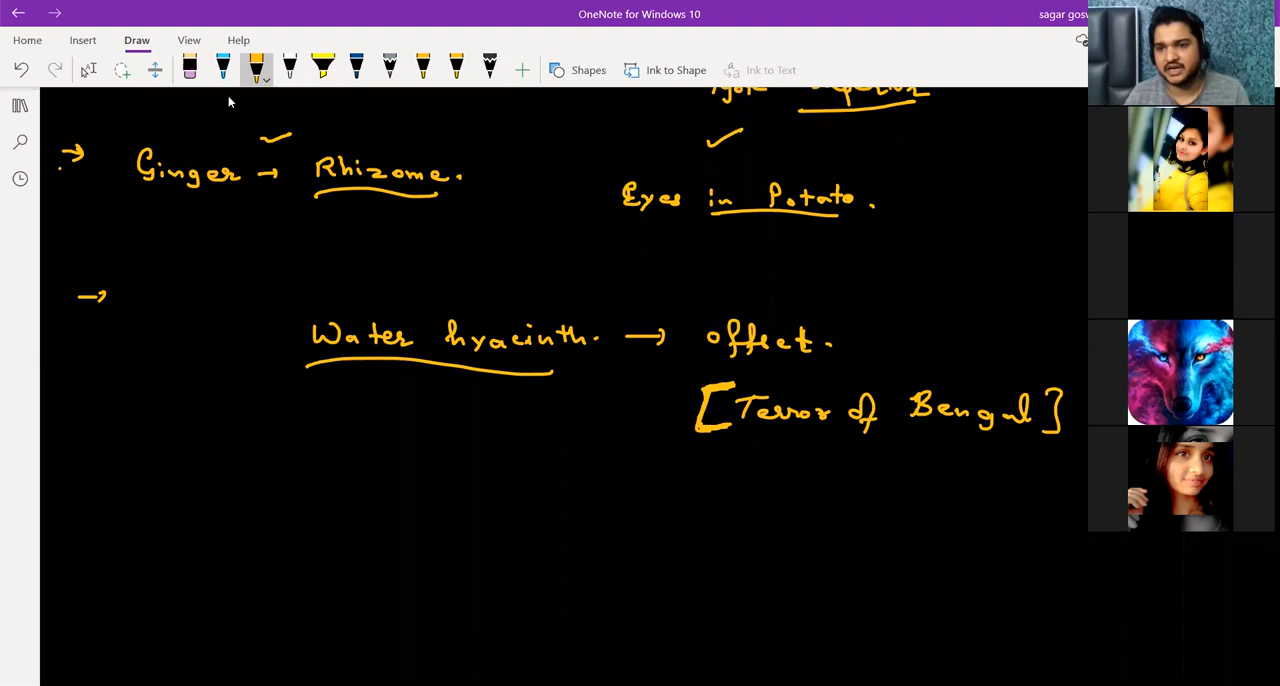 OneNote for Windows 10
sagar gosw
Home Insert Draw View Help
Shapes Ink to Shape Ink to Text
→ Ginger → Rhizome.
Eyes in Potato.
→
Water hyacinth. → offset.
[Terror of Bengal]